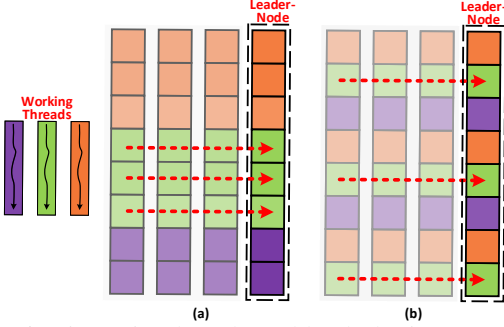 Leader-
Node
Leader-
Node
Working
Threads
(a)
(b)